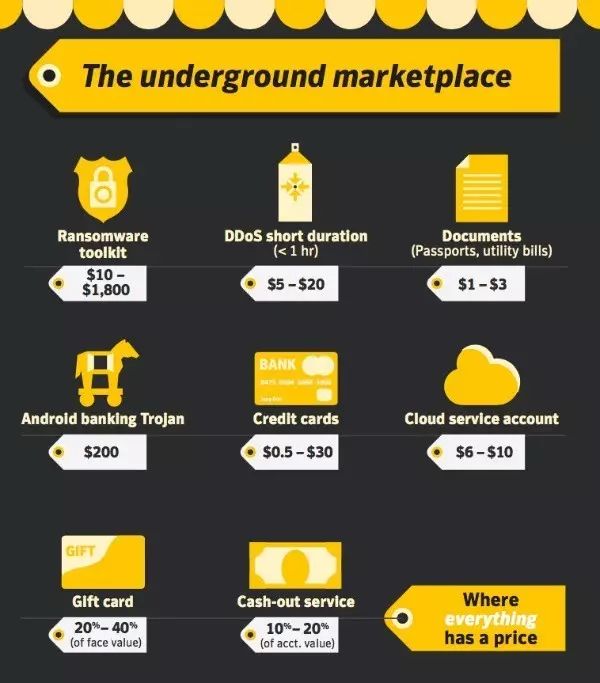 The underground marketplace
Ransomware
toolkit
$10 –
$1,800
DDoS short duration
(< 1 hr)
$5 – $20
Documents
(Passports, utility bills)
$1 – $3
Android banking Trojan
$200
BANK
Credit cards
$0.5 – $30
Cloud service account
$6 – $10
GIFT
Gift card
20%– 40%
(of face value)
Cash-out service
10%– 20%
(of acct. value)
Where
everything
has a price